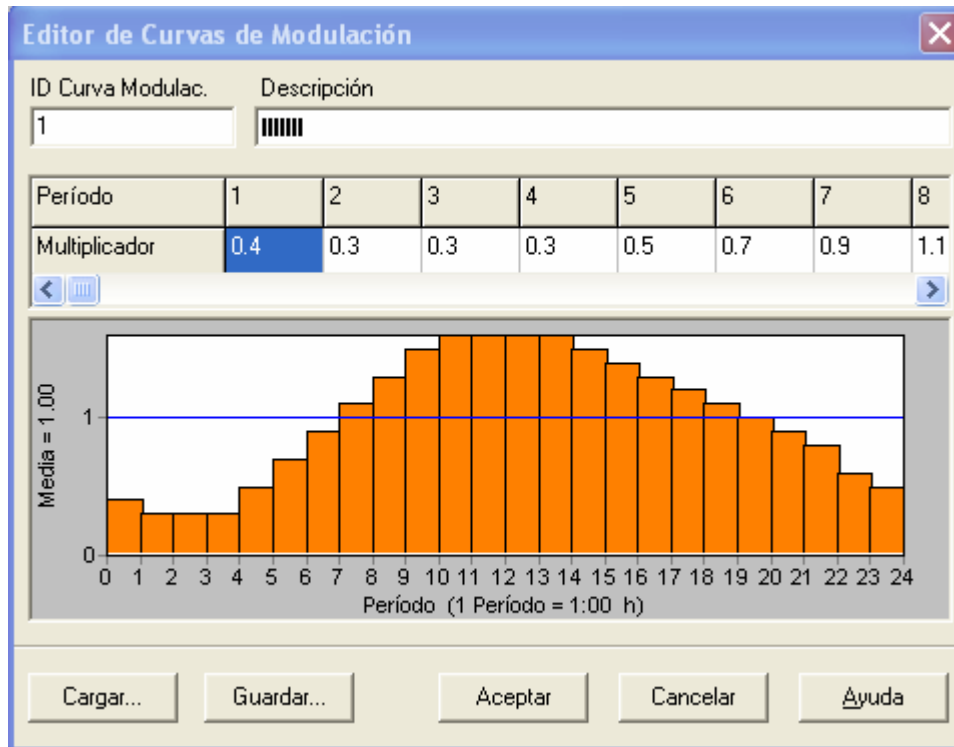 Editor de Curvas de Modulación
ID Curva Modulac. Descripción
1
Período 1 2 3 4 5 6 7 8
Multiplicador 0.4 0.3 0.3 0.3 0.5 0.7 0.9 1.1
Media = 1.00
1
0
0 1 2 3 4 5 6 7 8 9 10 11 12 13 14 15 16 17 18 19 20 21 22 23 24
Período (1 Período = 1:00 h)
Cargar... Guardar... Aceptar Cancelar Ayuda